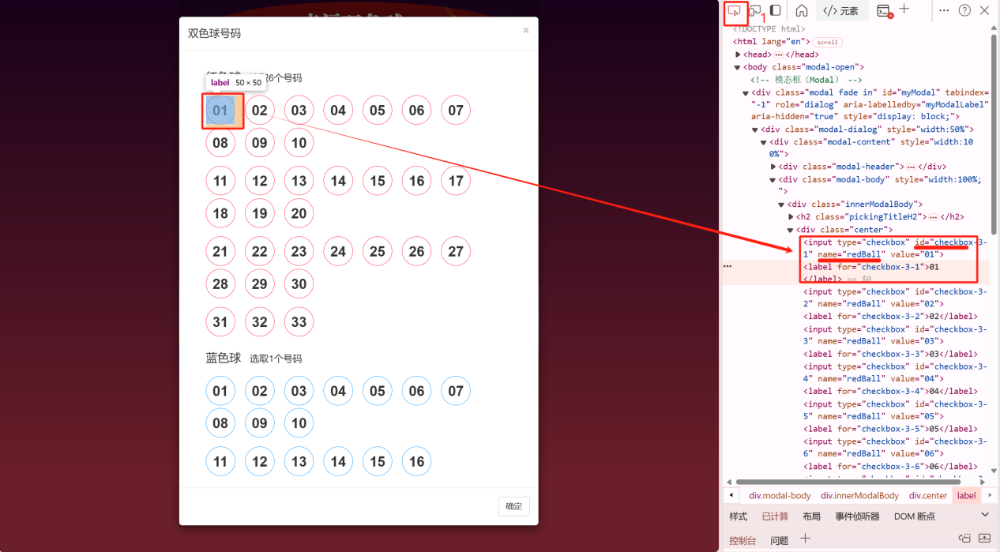 双色球号码
×
选取6个号码
label 50 × 50
01 02 03 04 05 06 07
08 09 10
11 12 13 14 15 16 17
18 19 20
21 22 23 24 25 26 27
28 29 30
31 32 33
蓝色球 选取1个号码
01 02 03 04 05 06 07
08 09 10
11 12 13 14 15 16
确定
1
</> 元素
<!DOCTYPE html>
<html lang="en"> scroll
<head> ⋯ </head>
<body class="modal-open">
<!-- 模态框（Modal） -->
<div class="modal fade in" id="myModal" tabindex=
"-1" role="dialog" aria-labelledby="myModalLabel"
aria-hidden="true" style="display: block;">
<div class="modal-dialog" style="width:50%">
<div class="modal-content" style="width:10
0%">
<div class="modal-header"> ⋯ </div>
<div class="modal-body" style="width:100%;
">
<div class="innerModalBody">
<h2 class="pickingTitleH2"> ⋯ </h2>
<div class="center">
<input type="checkbox" id="checkbox-3-
1" name="redBall" value="01">
<label for="checkbox-3-1">01
</label> == $0
<input type="checkbox" id="checkbox-3-
2" name="redBall" value="02">
<label for="checkbox-3-2">02</label>
<input type="checkbox" id="checkbox-3-
3" name="redBall" value="03">
<label for="checkbox-3-3">03</label>
<input type="checkbox" id="checkbox-3-
4" name="redBall" value="04">
<label for="checkbox-3-4">04</label>
<input type="checkbox" id="checkbox-3-
5" name="redBall" value="05">
<label for="checkbox-3-5">05</label>
<input type="checkbox" id="checkbox-3-
6" name="redBall" value="06">
<label for="checkbox-3-6">06</label>
div.modal-body div.innerModalBody div.center label
样式 已计算 布局 事件侦听器 DOM 断点
控制台 问题